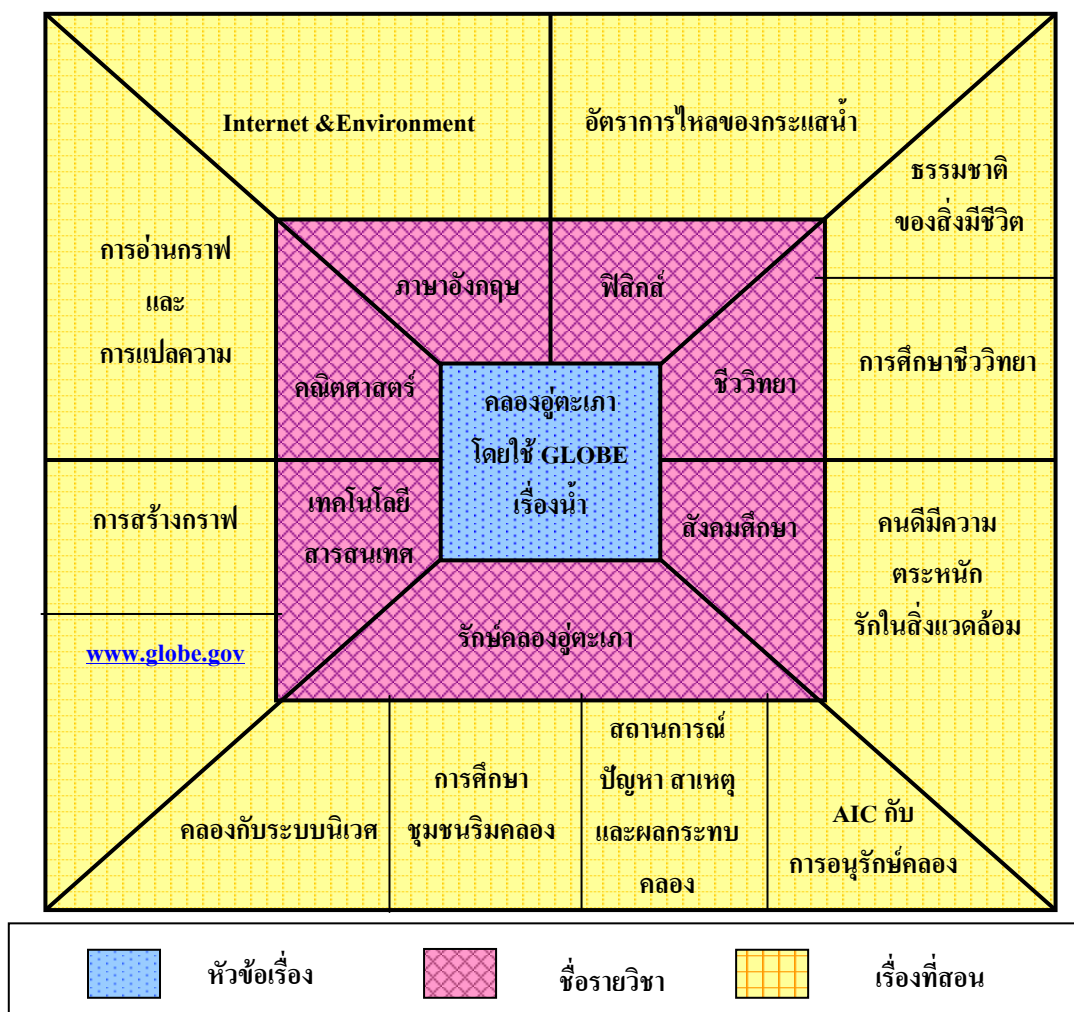 Internet &Environment
อัตราการไหลของกระแสน้ำ
ธรรมชาติ
ของสิ่งมีชีวิต
การอ่านกราฟ
และ
การแปลความ
ภาษาอังกฤษ
ฟิสิกส์
คณิตศาสตร์
ชีววิทยา
การศึกษาชีววิทยา
คลองอู่ตะเภา
โดยใช้ GLOBE
เรื่องน้ำ
การสร้างกราฟ
เทคโนโลยี
สารสนเทศ
สังคมศึกษา
คนดีมีความ
ตระหนัก
รักในสิ่งแวดล้อม
www.globe.gov
รักษ์คลองอู่ตะเภา
คลองกับระบบนิเวศ
การศึกษา
ชุมชนริมคลอง
สถานการณ์
ปัญหา สาเหตุ
และผลกระทบ
คลอง
AIC กับ
การอนุรักษ์คลอง
หัวข้อเรื่อง
ชื่อรายวิชา
เรื่องที่สอน